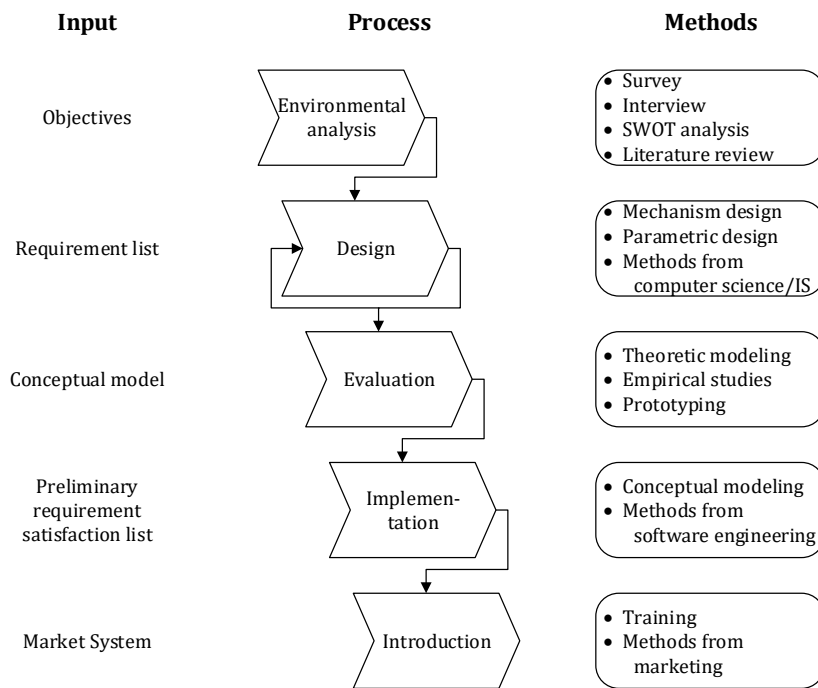 Input Process Methods
Objectives
Environmental
analysis
• Survey
• Interview
• SWOT analysis
• Literature review
Requirement list
Design
• Mechanism design
• Parametric design
• Methods from
computer science/IS
Conceptual model
Evaluation
• Theoretic modeling
• Empirical studies
• Prototyping
Preliminary
requirement
satisfaction list
Implemen-
tation
• Conceptual modeling
• Methods from
software engineering
Market System
Introduction
• Training
• Methods from
marketing